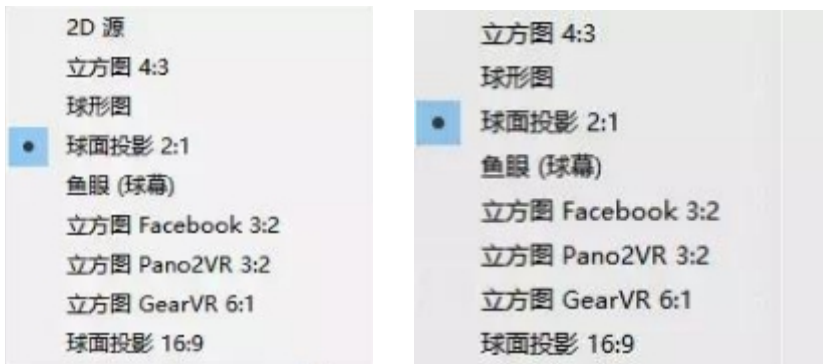 2D 源
立方图 4:3
球形图
球面投影 2:1
鱼眼 (球幕)
立方图 Facebook 3:2
立方图 Pano2VR 3:2
立方图 GearVR 6:1
球面投影 16:9
立方图 4:3
球形图
球面投影 2:1
鱼眼 (球幕)
立方图 Facebook 3:2
立方图 Pano2VR 3:2
立方图 GearVR 6:1
球面投影 16:9